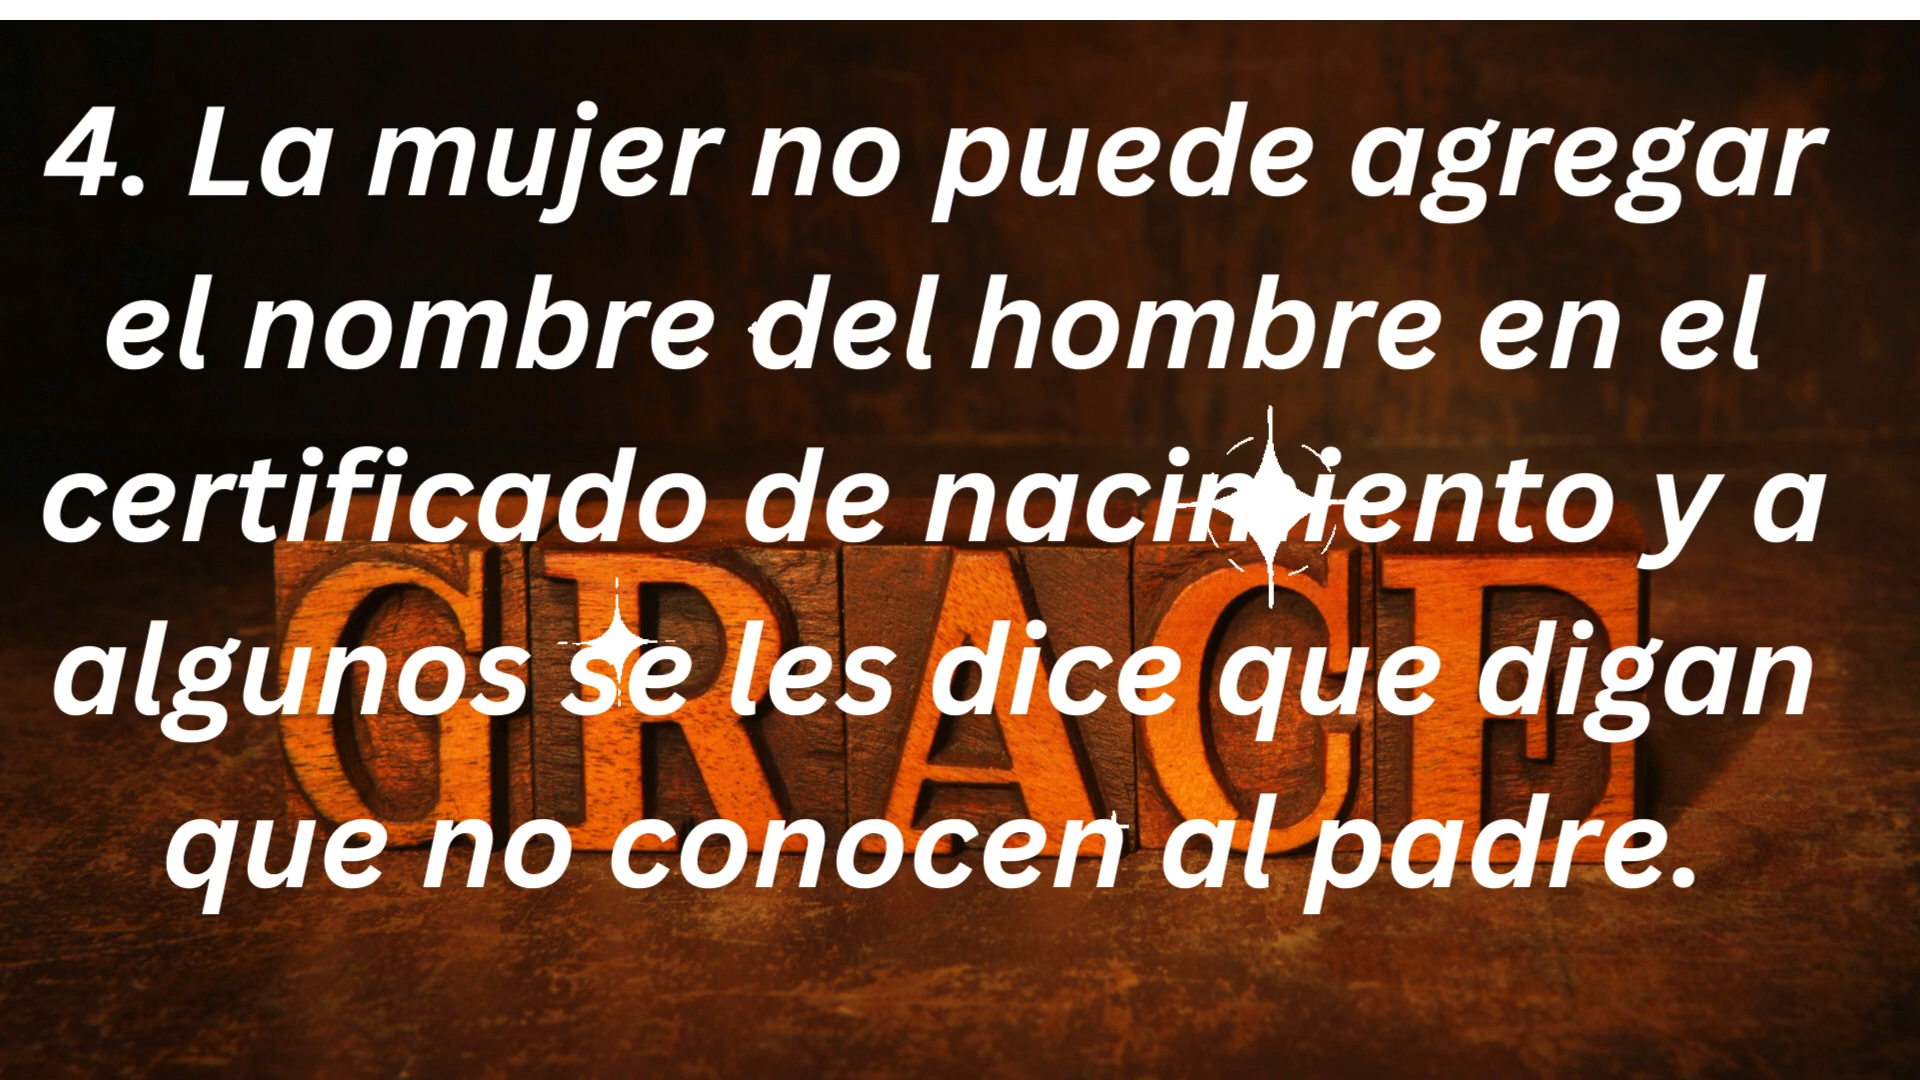 4. La mujer no puede agregar
el nombre del hombre en el
certificado de nacimiento y a
algunos se les dice que digan
que no conocen al padre.
GRACE